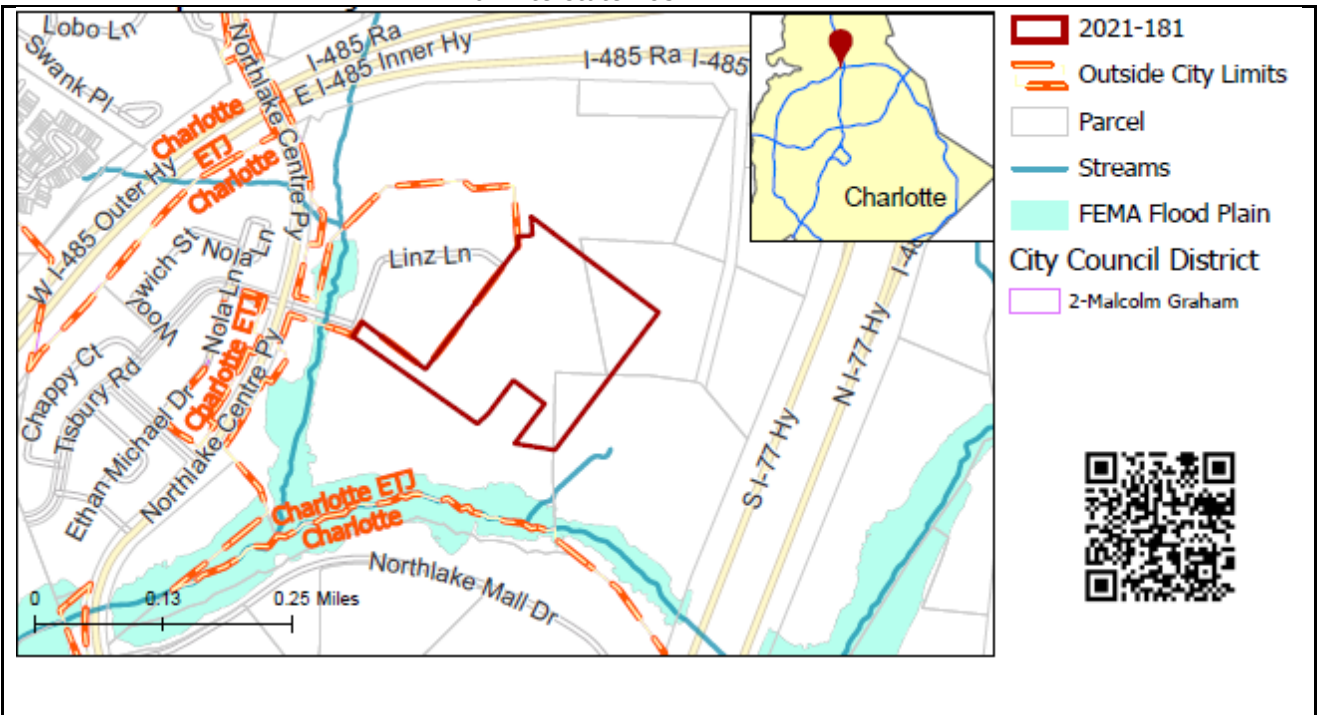 Lobo Ln
Swank Pl
Northlake Centre Py
I-485 Ra
E I-485 Inner Hy
I-485 Ra I-485
Charlotte
ETJ
Charlotte
W I-485 Outer Hy
Nola Ln
Woolwich St
Nola Ln
Linz Ln
Charlotte ETJ
Northlake Centre Py
Chappy Ct
Tisbury Rd
Ethan Michael Dr
Charlotte ETJ
Charlotte
Northlake Mall Dr
S I-77 Hy
N I-77 Hy
0 0.13 0.25 Miles
Charlotte
2021-181
Outside City Limits
Parcel
Streams
FEMA Flood Plain
City Council District
2-Malcolm Graham